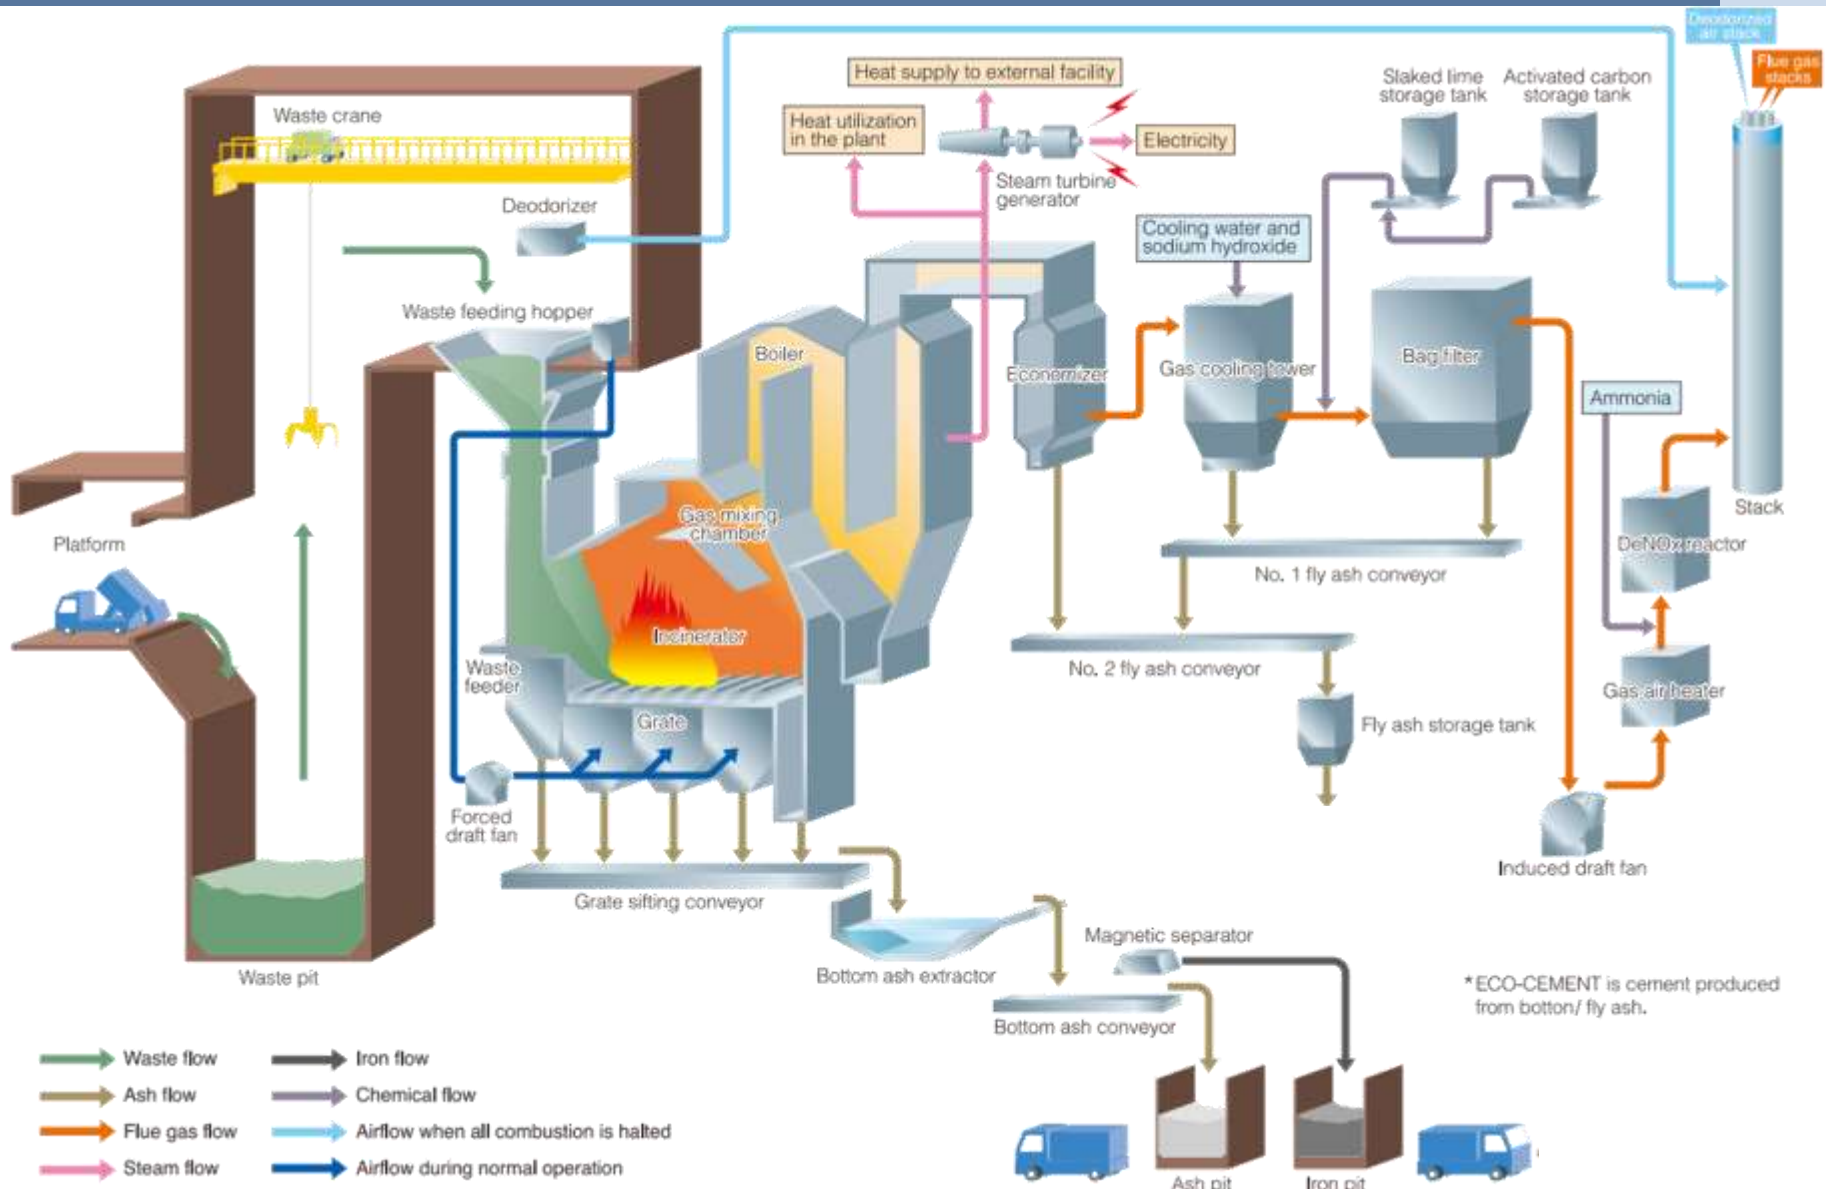 Deodorized
air stack
Flue gas
stacks
Heat supply to external facility
Slaked lime
storage tank
Activated carbon
storage tank
Waste crane
Heat utilization
in the plant
Electricity
Steam turbine
generator
Deodorizer
Cooling water and
sodium hydroxide
Waste feeding hopper
Boiler
Economizer
Gas cooling tower
Bag filter
Ammonia
Gas mixing
chamber
Stack
Platform
DeNOx reactor
No. 1 fly ash conveyor
Incinerator
Waste
feeder
No. 2 fly ash conveyor
Gas air heater
Grate
Fly ash storage tank
Forced
draft fan
Induced draft fan
Grate sifting conveyor
Magnetic separator
Waste pit
Bottom ash extractor
*ECO-CEMENT is cement produced
from botton/ fly ash.
Bottom ash conveyor
Waste flow
Iron flow
Ash flow
Chemical flow
Flue gas flow
Airflow when all combustion is halted
Steam flow
Airflow during normal operation
Ash pit
Iron pit